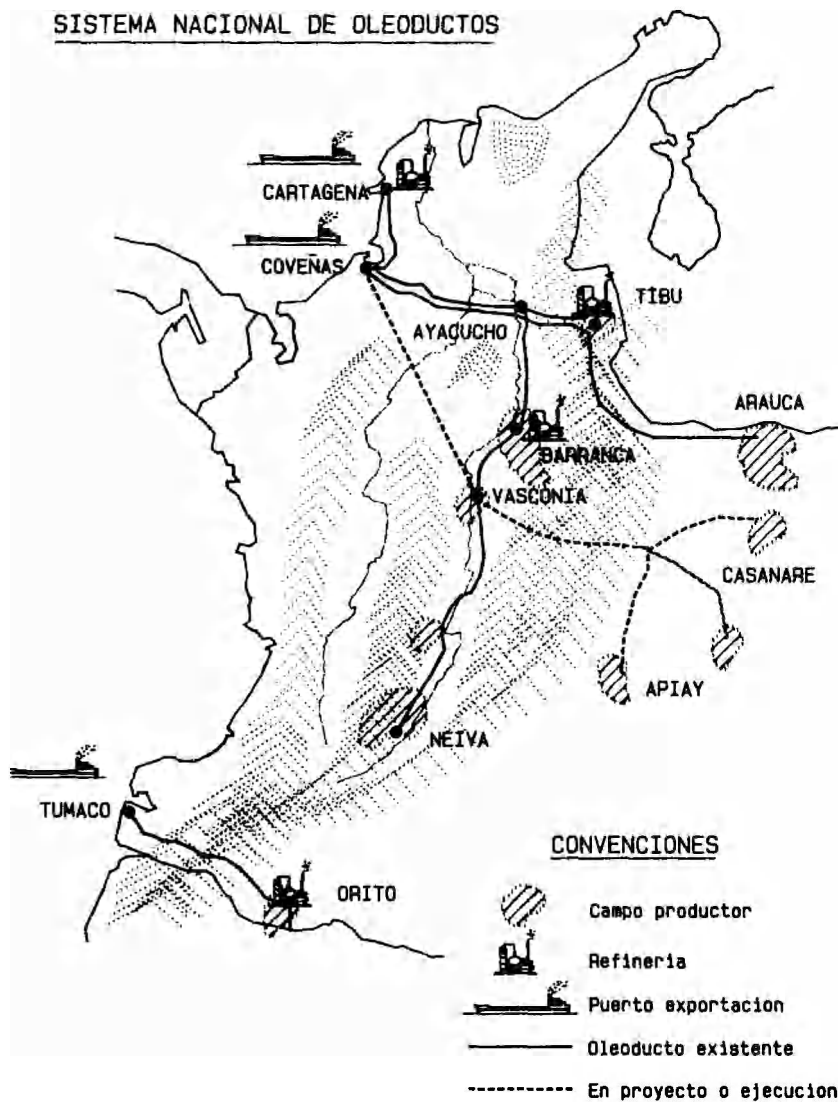 SISTEMA NACIONAL DE OLEODUCTOS
CARTAGENA
COVEÑAS
TIBU
AYACUCHO
ARAUCA
BARRANCA
VASCONIA
CASANARE
APIAY
NEIVA
TUMACO
ORITO
CONVENCIONES
Campo productor
Refineria
Puerto exportacion
Oleoducto existente
En proyecto o ejecucion